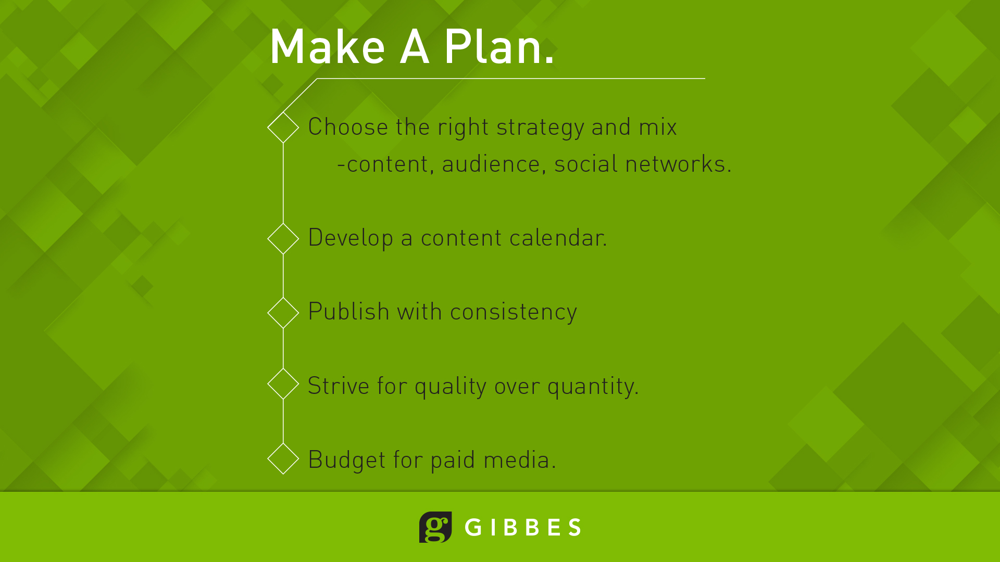 Make A Plan.
Choose the right strategy and mix
-content, audience, social networks.
Develop a content calendar.
Publish with consistency
Strive for quality over quantity.
Budget for paid media.
g GIBBES